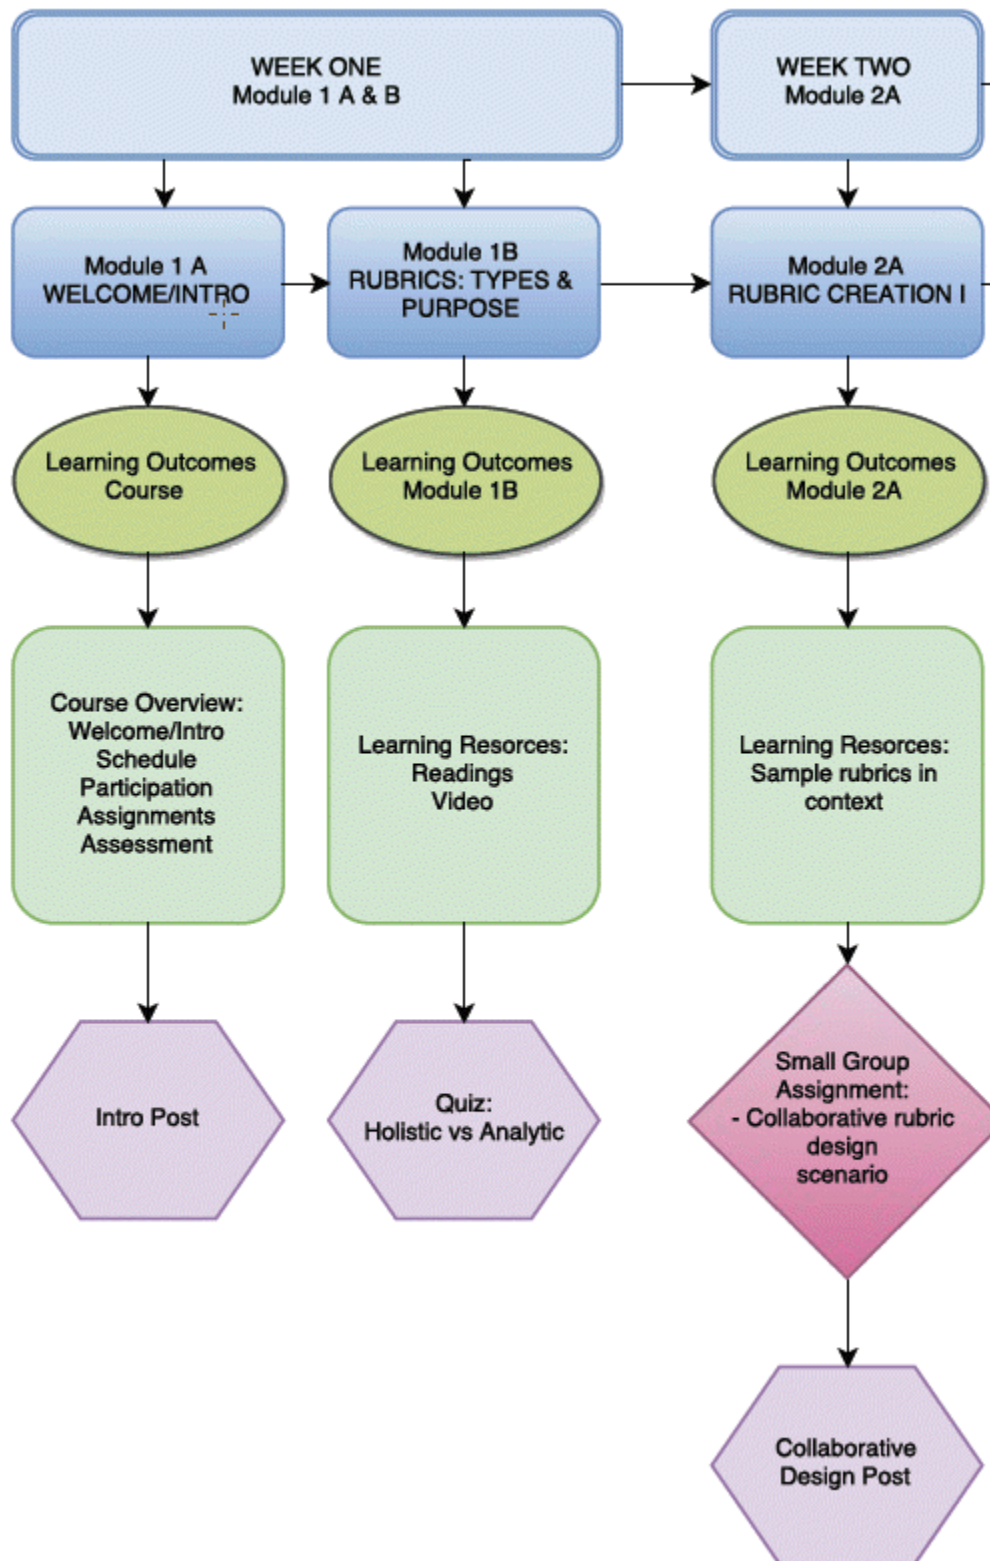 WEEK ONE
Module 1 A & B
WEEK TWO
Module 2A
Module 1 A
WELCOME/INTRO
Module 1B
RUBRICS: TYPES &
PURPOSE
Module 2A
RUBRIC CREATION I
Learning Outcomes
Course
Learning Outcomes
Module 1B
Learning Outcomes
Module 2A
Course Overview:
Welcome/Intro
Schedule
Participation
Assignments
Assessment
Learning Resorces:
Readings
Video
Learning Resorces:
Sample rubrics in
context
Intro Post
Quiz:
Holistic vs Analytic
Small Group
Assignment:
- Collaborative rubric
design
scenario
Collaborative
Design Post